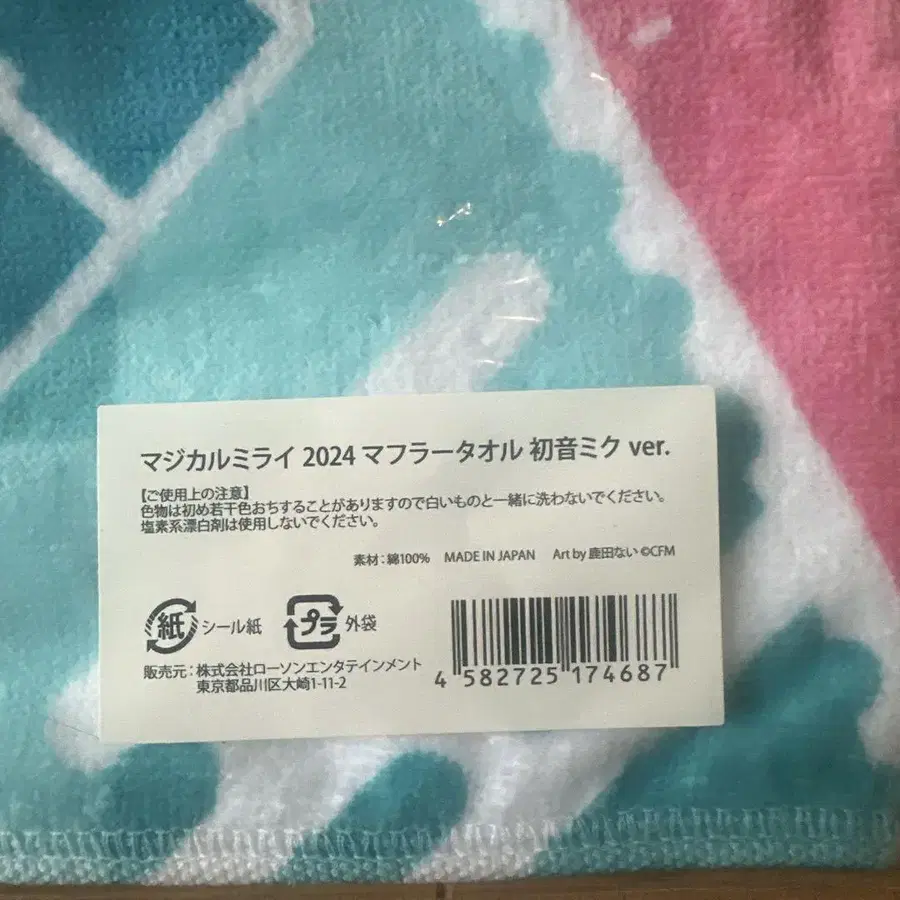 マジカルミライ 2024 マフラータオル 初音ミク ver.
【ご使用上の注意】
色物は初め若干色おちすることがありますので白いものと一緒に洗わないでください。
塩素系漂白剤は使用しないでください。
素材：綿100% MADE IN JAPAN Art by 鹿田ない ©CFM
紙 シール紙 プラ 外袋
販売元：株式会社ローソンエンタテインメント
東京都品川区大崎1-11-2
4 582725 174687